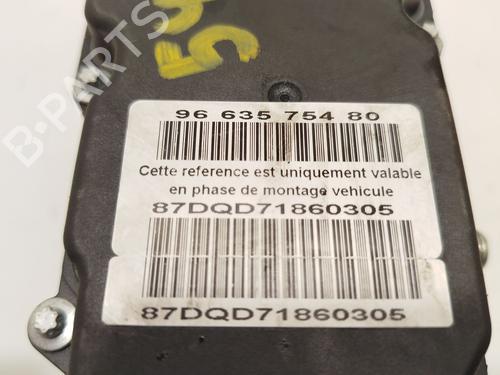 B-PARTS
96 635 754 80
Cette reference est uniquement valable
en phase de montage vehicule
87DQD71860305
87DQD71860305